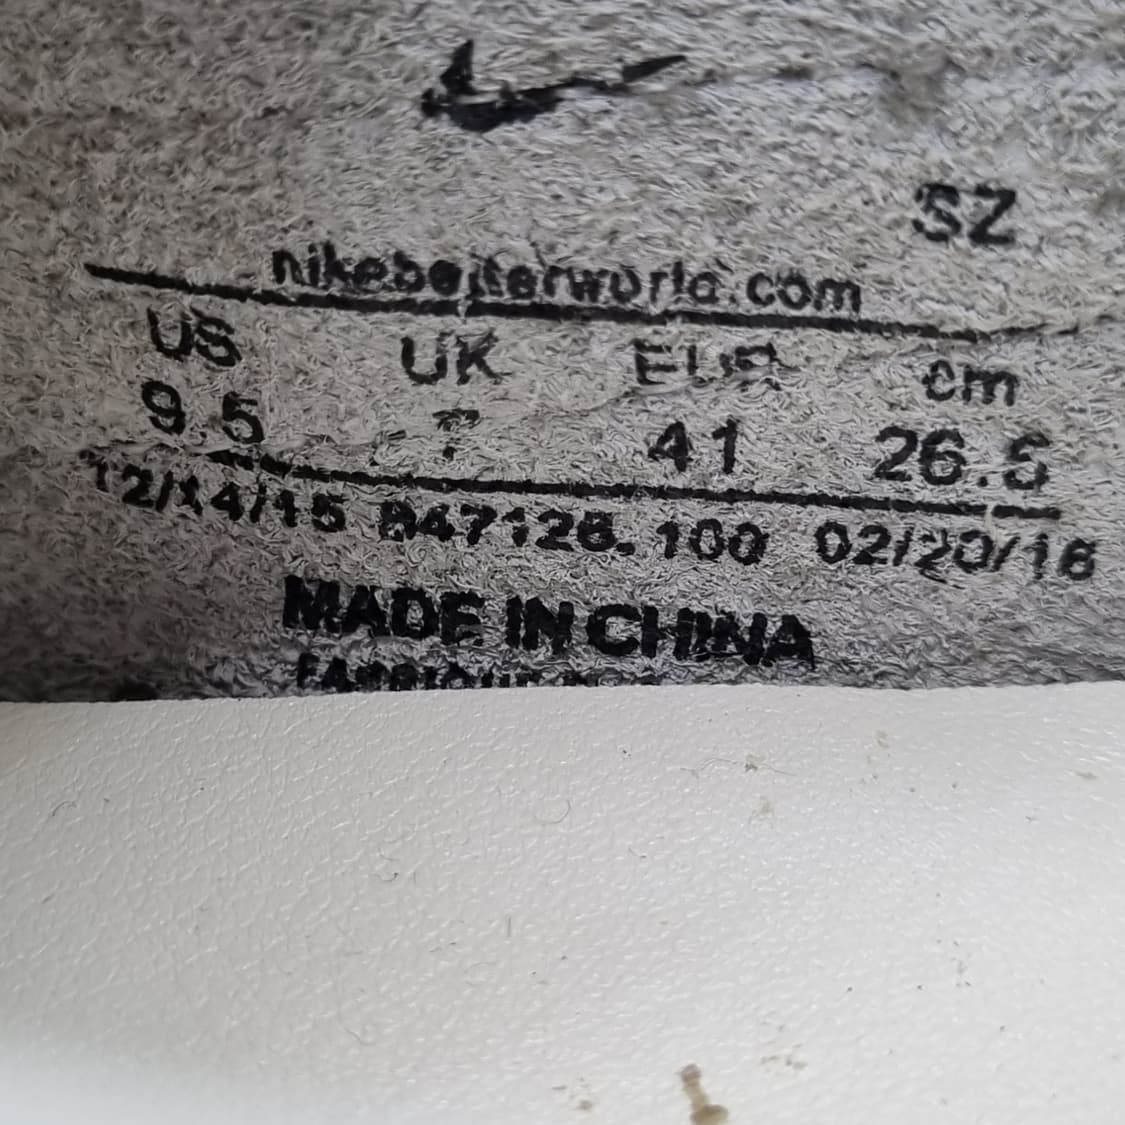 SZ
nikebetterworld.com
US UK EUR cm
9.5 7 41 26.5
12/14/15 847126.100 02/20/16
MADE IN CHINA